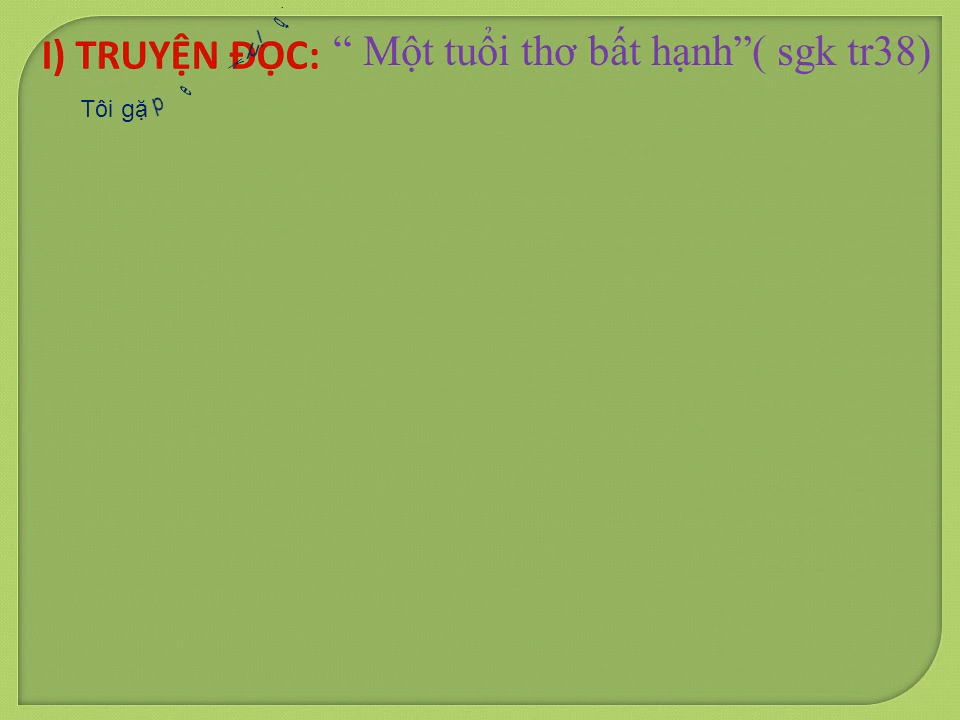 I) TRUYỆN ĐỌC: “ Một tuổi thơ bất hạnh”( sgk tr38)
Tôi gặp